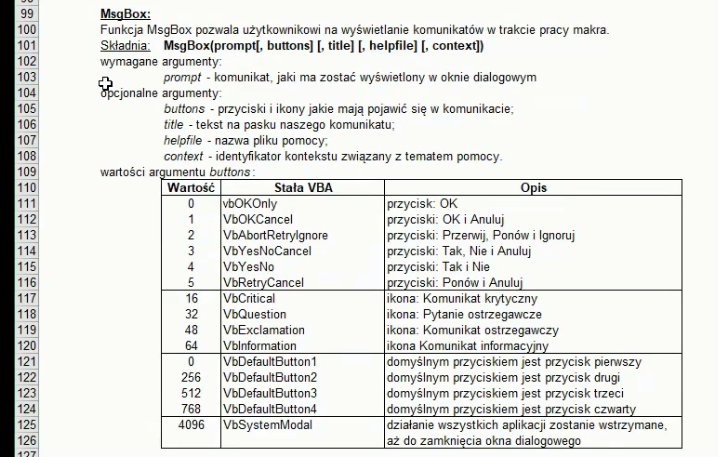 99 MsgBox:
100 Funkcja MsgBox pozwala użytkownikowi na wyświetlanie komunikatów w trakcie pracy makra.
101 Składnia: MsgBox(prompt[, buttons] [, title] [, helpfile] [, context])
102 wymagane argumenty:
103 prompt - komunikat, jaki ma zostać wyświetlony w oknie dialogowym
104 opcjonalne argumenty:
105 buttons - przyciski i ikony jakie mają pojawić się w komunikacie;
106 title - tekst na pasku naszego komunikatu;
107 helpfile - nazwa pliku pomocy;
108 context - identyfikator kontekstu związany z tematem pomocy.
109 wartości argumentu buttons:
110 Wartość Stała VBA Opis
111 0 vbOKOnly przycisk: OK
112 1 VbOKCancel przyciski: OK i Anuluj
113 2 VbAbortRetryIgnore przyciski: Przerwij, Ponów i Ignoruj
114 3 VbYesNoCancel przyciski: Tak, Nie i Anuluj
115 4 VbYesNo przyciski: Tak i Nie
116 5 VbRetryCancel przyciski: Ponów i Anuluj
117 16 VbCritical ikona: Komunikat krytyczny
118 32 VbQuestion ikona: Pytanie ostrzegawcze
119 48 VbExclamation ikona: Komunikat ostrzegawczy
120 64 VbInformation ikona Komunikat informacyjny
121 0 VbDefaultButton1 domyślnym przyciskiem jest przycisk pierwszy
122 256 VbDefaultButton2 domyślnym przyciskiem jest przycisk drugi
123 512 VbDefaultButton3 domyślnym przyciskiem jest przycisk trzeci
124 768 VbDefaultButton4 domyślnym przyciskiem jest przycisk czwarty
125 4096 VbSystemModal działanie wszystkich aplikacji zostanie wstrzymane,
126 aż do zamknięcia okna dialogowego